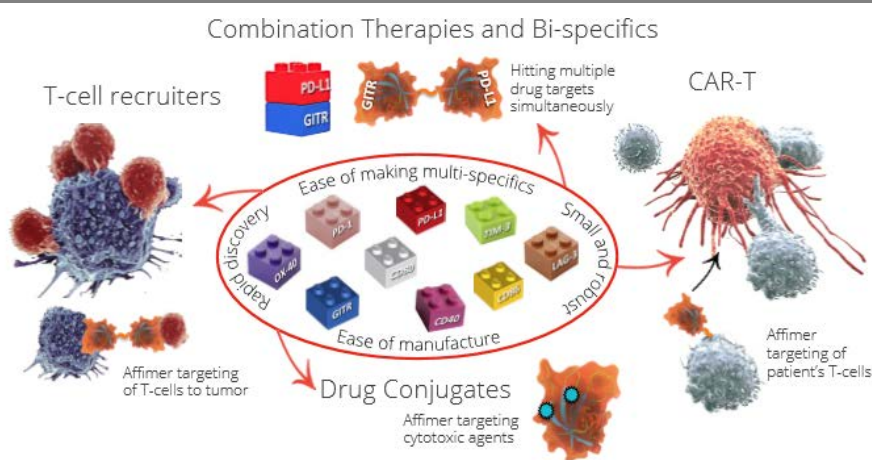 Combination Therapies and Bi-specifics
T-cell recruiters
PD-L1
GITR
GITR
PD-L1
Hitting multiple
drug targets
simultaneously
CAR-T
Ease of making multi-specifics
Rapid discovery
Small and robust
Ease of manufacture
PD-1
PD-L1
TIM-3
OX-40
LAG-3
GITR
CD40
Affimer targeting
of T-cells to tumor
Drug Conjugates
Affimer targeting
cytotoxic agents
Affimer
targeting of
patient's T-cells